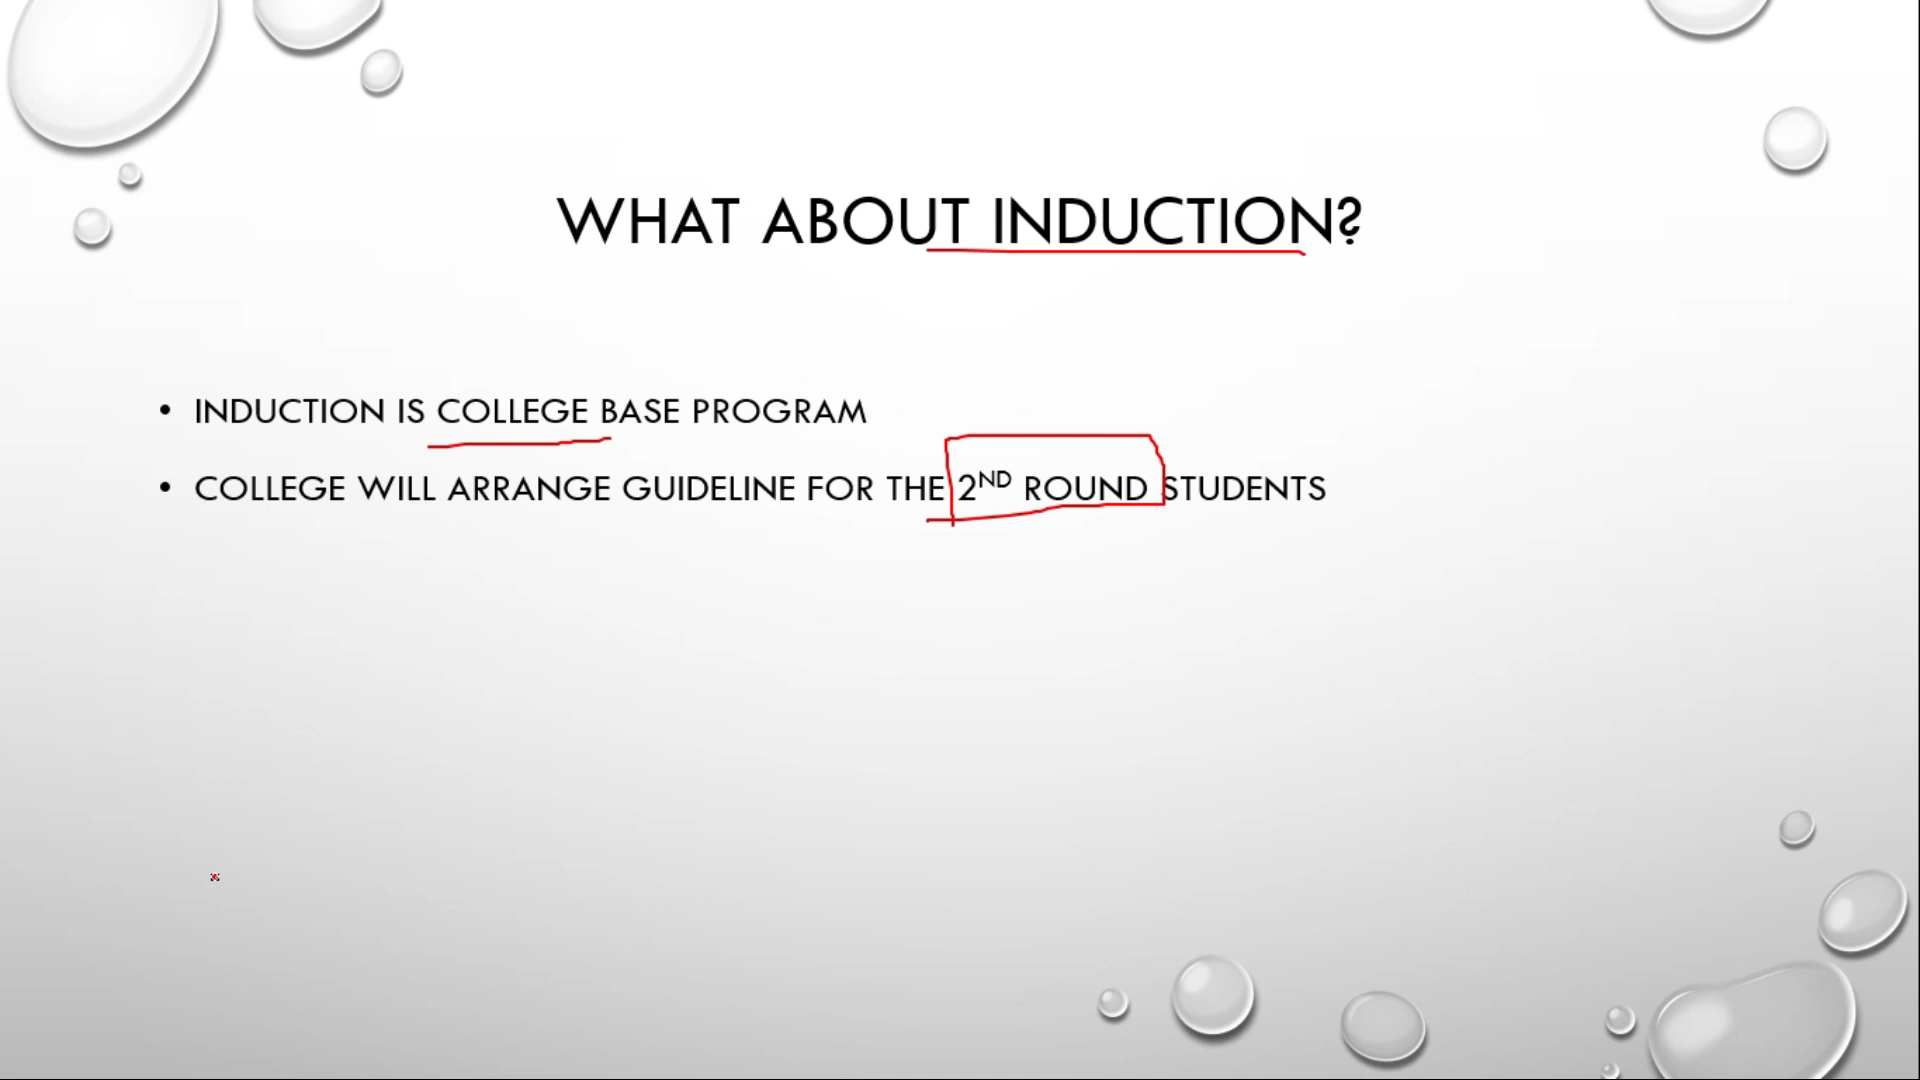 WHAT ABOUT INDUCTION?
• INDUCTION IS COLLEGE BASE PROGRAM
• COLLEGE WILL ARRANGE GUIDELINE FOR THE 2ND ROUND STUDENTS